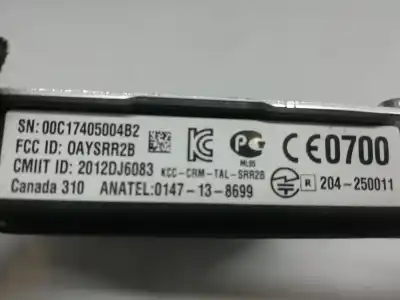 SN: 00C17405004B2
FCC ID: OAYSRR2B
CMIIT ID: 2012DJ6083
KCC-CRM-TAL-SRR2B
ML05
CE0700
R 204-250011
Canada 310 ANATEL:0147-13-8699